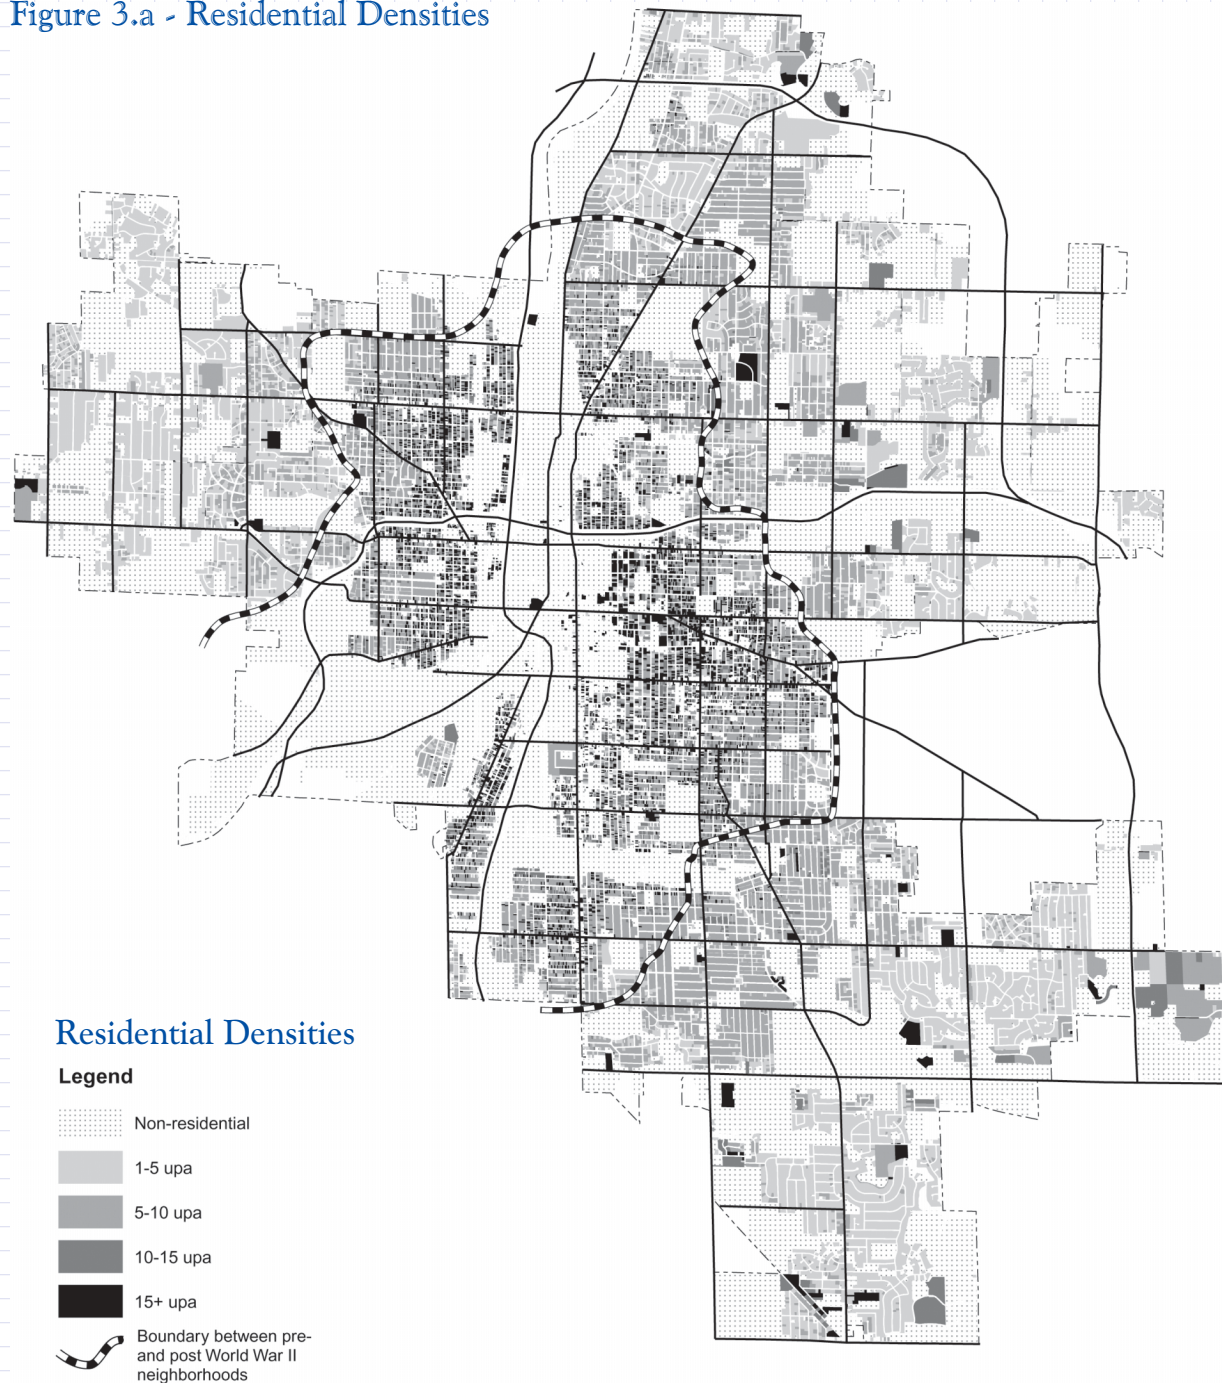 Figure 3.a - Residential Densities
Residential Densities
Legend
Non-residential
1-5 upa
5-10 upa
10-15 upa
15+ upa
Boundary between pre-
and post World War II
neighborhoods